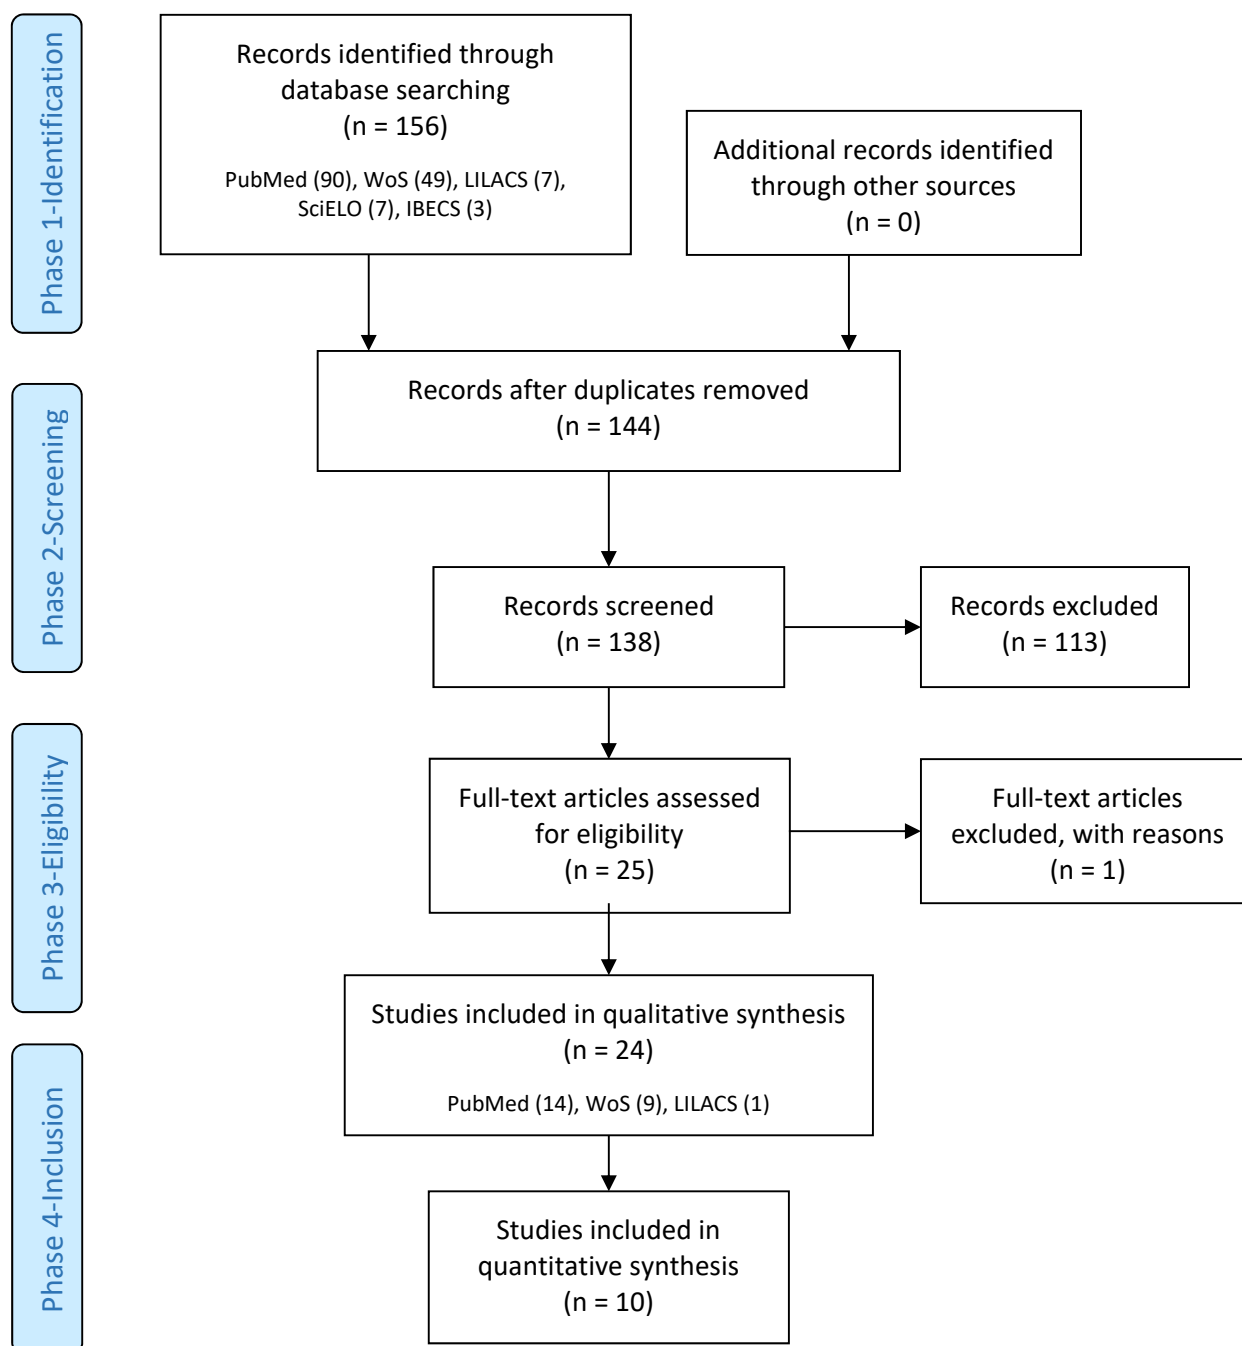 Phase 1-Identification
Records identified through
database searching
(n = 156)
PubMed (90), WoS (49), LILACS (7),
SciELO (7), IBECS (3)
Additional records identified
through other sources
(n = 0)
Phase 2-Screening
Records after duplicates removed
(n = 144)
Records screened
(n = 138)
Records excluded
(n = 113)
Phase 3-Eligibility
Full-text articles assessed
for eligibility
(n = 25)
Full-text articles
excluded, with reasons
(n = 1)
Studies included in qualitative synthesis
(n = 24)
PubMed (14), WoS (9), LILACS (1)
Phase 4-Inclusion
Studies included in
quantitative synthesis
(n = 10)